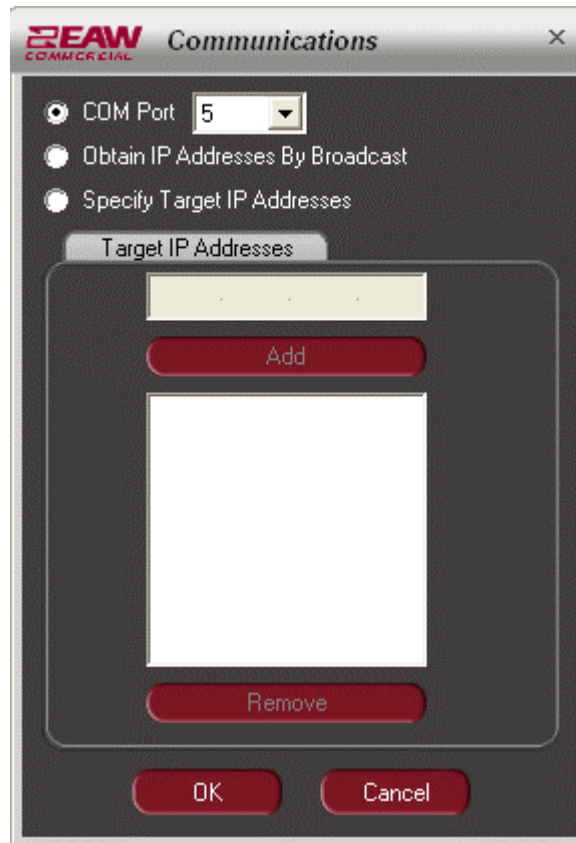 EAW Communications
COMMERCIAL
COM Port 5
Obtain IP Addresses By Broadcast
Specify Target IP Addresses
Target IP Addresses
. . .
Add
Remove
OK Cancel